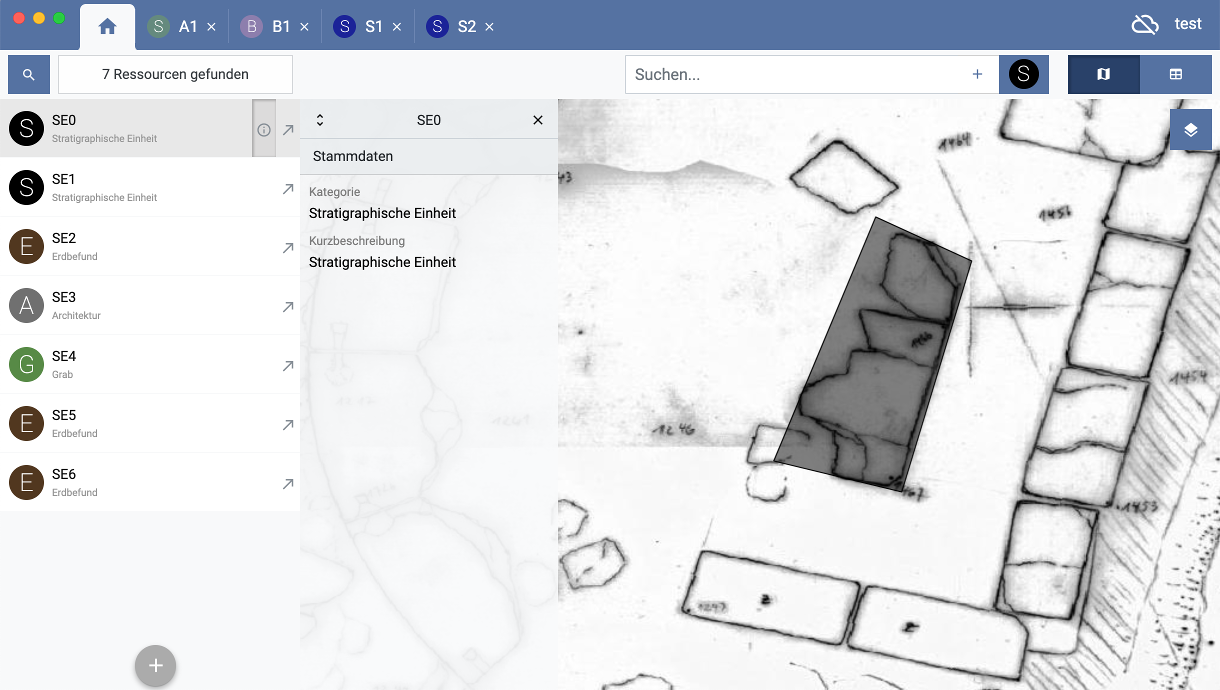 S A1 × B B1 × S S1 × S S2 ×
test
7 Ressourcen gefunden
Suchen...
+
S
SE0
Stratigraphische Einheit
SE1
Stratigraphische Einheit
SE2
Erdbefund
SE3
Architektur
SE4
Grab
SE5
Erdbefund
SE6
Erdbefund
S
S
E
A
G
E
E
+
SE0
Stammdaten
Kategorie
Stratigraphische Einheit
Kurzbeschreibung
Stratigraphische Einheit
1464
1456
1454
1246
1453
1247